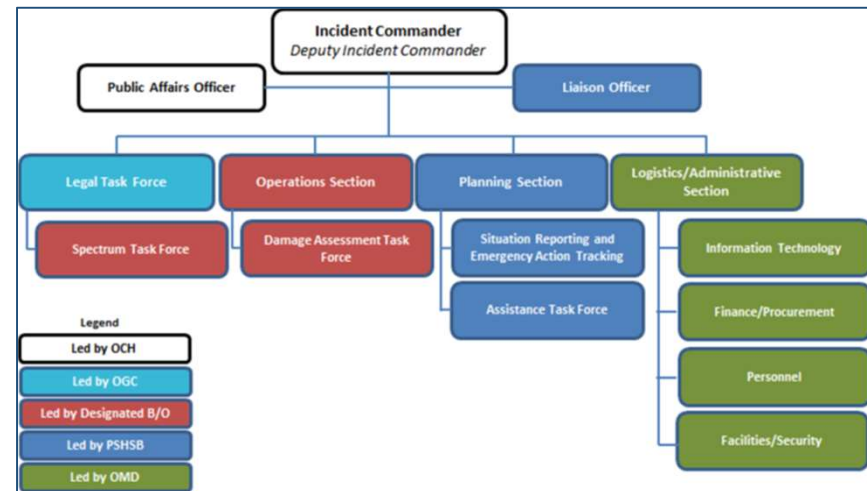 Incident Commander
Deputy Incident Commander
Public Affairs Officer
Liaison Officer
Legal Task Force
Operations Section
Planning Section
Logistics/Administrative
Section
Spectrum Task Force
Damage Assessment Task
Force
Situation Reporting and
Emergency Action Tracking
Information Technology
Assistance Task Force
Finance/Procurement
Personnel
Facilities/Security
Legend
Led by OCH
Led by OGC
Led by Designated B/O
Led by PSHSB
Led by OMD